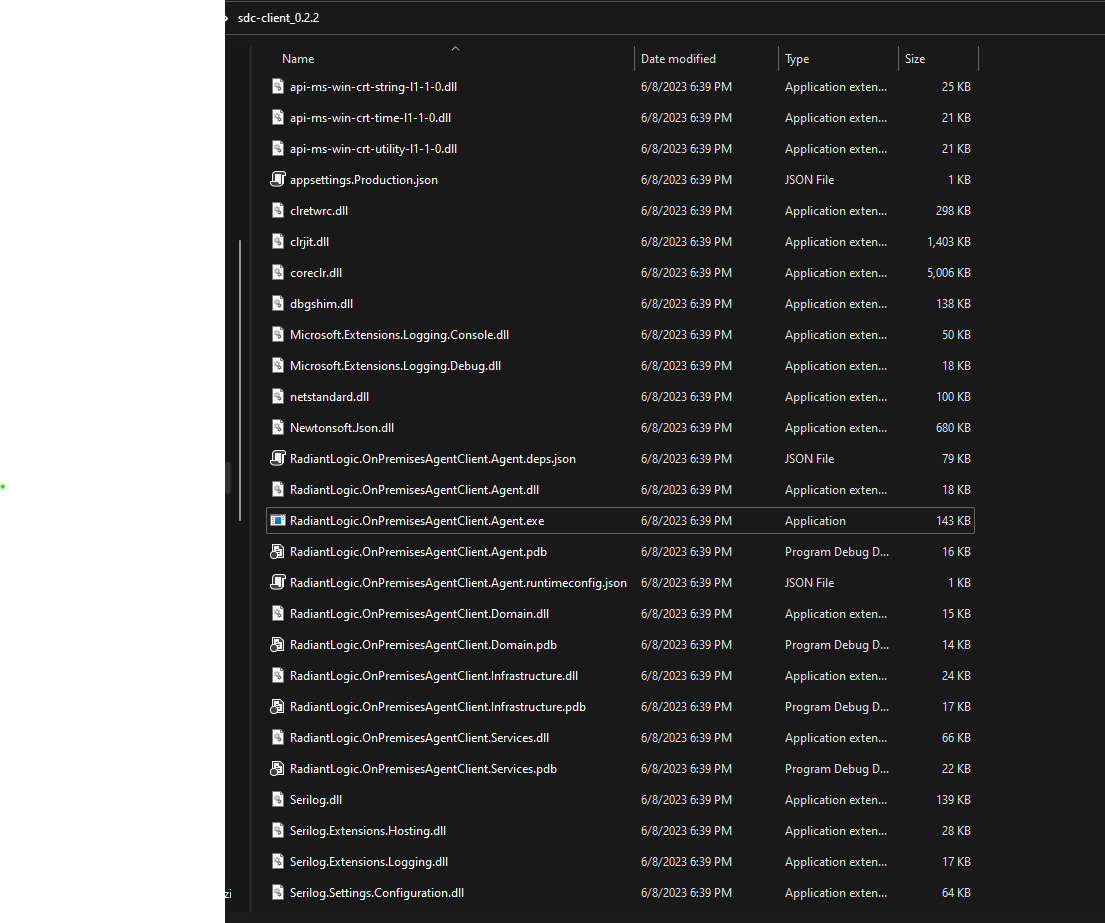 sdc-client_0.2.2
Name Date modified Type Size
api-ms-win-crt-string-l1-1-0.dll 6/8/2023 6:39 PM Application exten... 25 KB
api-ms-win-crt-time-l1-1-0.dll 6/8/2023 6:39 PM Application exten... 21 KB
api-ms-win-crt-utility-l1-1-0.dll 6/8/2023 6:39 PM Application exten... 21 KB
appsettings.Production.json 6/8/2023 6:39 PM JSON File 1 KB
clretwrc.dll 6/8/2023 6:39 PM Application exten... 298 KB
clrjit.dll 6/8/2023 6:39 PM Application exten... 1,403 KB
coreclr.dll 6/8/2023 6:39 PM Application exten... 5,006 KB
dbgshim.dll 6/8/2023 6:39 PM Application exten... 138 KB
Microsoft.Extensions.Logging.Console.dll 6/8/2023 6:39 PM Application exten... 50 KB
Microsoft.Extensions.Logging.Debug.dll 6/8/2023 6:39 PM Application exten... 18 KB
netstandard.dll 6/8/2023 6:39 PM Application exten... 100 KB
Newtonsoft.Json.dll 6/8/2023 6:39 PM Application exten... 680 KB
RadiantLogic.OnPremisesAgentClient.Agent.deps.json 6/8/2023 6:39 PM JSON File 79 KB
RadiantLogic.OnPremisesAgentClient.Agent.dll 6/8/2023 6:39 PM Application exten... 18 KB
RadiantLogic.OnPremisesAgentClient.Agent.exe 6/8/2023 6:39 PM Application 143 KB
RadiantLogic.OnPremisesAgentClient.Agent.pdb 6/8/2023 6:39 PM Program Debug D... 16 KB
RadiantLogic.OnPremisesAgentClient.Agent.runtimeconfig.json 6/8/2023 6:39 PM JSON File 1 KB
RadiantLogic.OnPremisesAgentClient.Domain.dll 6/8/2023 6:39 PM Application exten... 15 KB
RadiantLogic.OnPremisesAgentClient.Domain.pdb 6/8/2023 6:39 PM Program Debug D... 14 KB
RadiantLogic.OnPremisesAgentClient.Infrastructure.dll 6/8/2023 6:39 PM Application exten... 24 KB
RadiantLogic.OnPremisesAgentClient.Infrastructure.pdb 6/8/2023 6:39 PM Program Debug D... 17 KB
RadiantLogic.OnPremisesAgentClient.Services.dll 6/8/2023 6:39 PM Application exten... 66 KB
RadiantLogic.OnPremisesAgentClient.Services.pdb 6/8/2023 6:39 PM Program Debug D... 22 KB
Serilog.dll 6/8/2023 6:39 PM Application exten... 139 KB
Serilog.Extensions.Hosting.dll 6/8/2023 6:39 PM Application exten... 28 KB
Serilog.Extensions.Logging.dll 6/8/2023 6:39 PM Application exten... 17 KB
zi Serilog.Settings.Configuration.dll 6/8/2023 6:39 PM Application exten... 64 KB